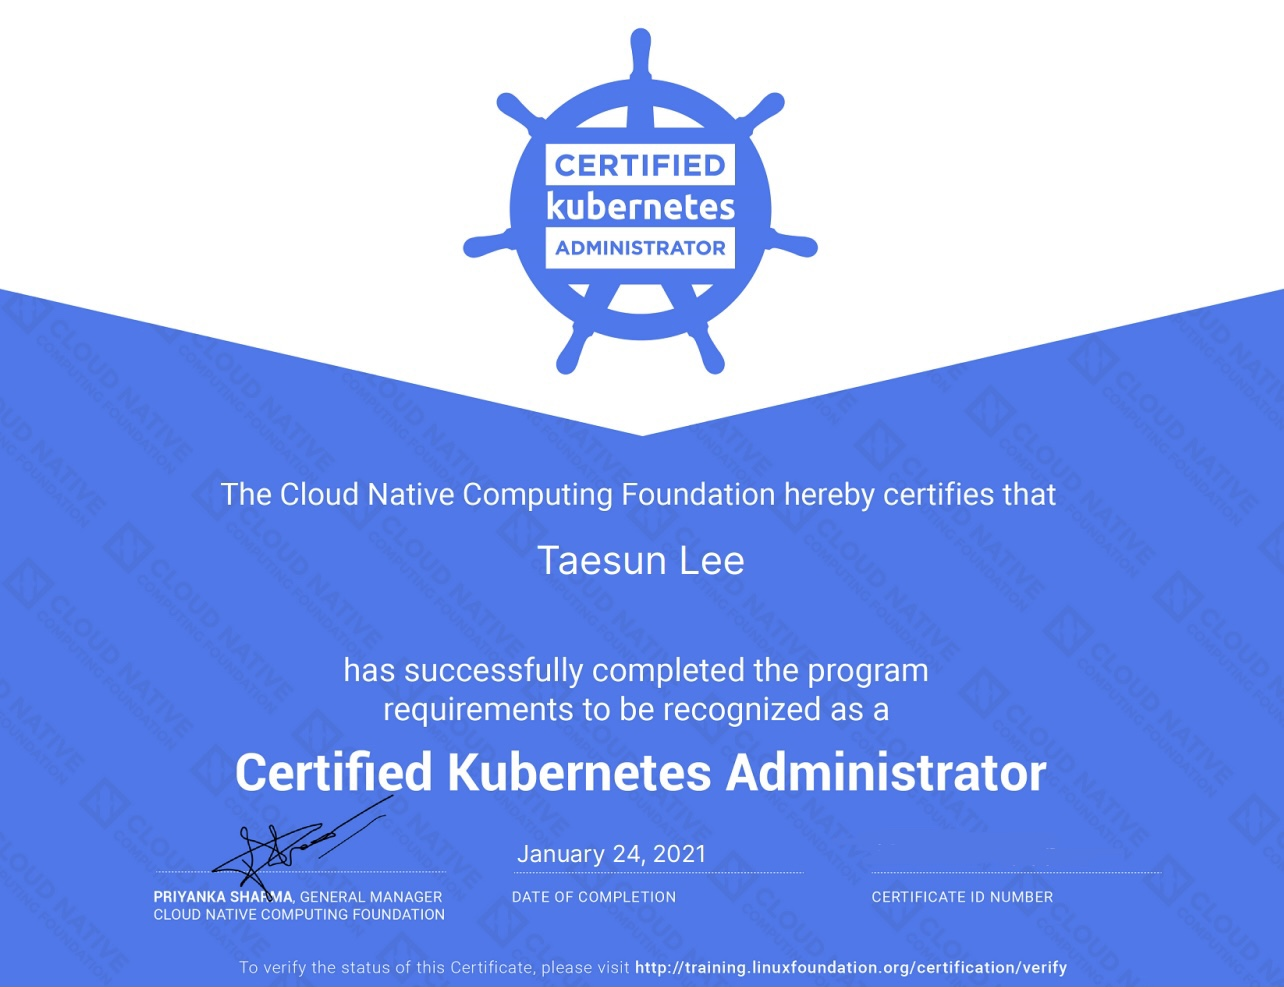 CERTIFIED
kubernetes
ADMINISTRATOR
The Cloud Native Computing Foundation hereby certifies that
Taesun Lee
has successfully completed the program
requirements to be recognized as a
Certified Kubernetes Administrator
January 24, 2021
PRIYANKA SHARMA, GENERAL MANAGER
CLOUD NATIVE COMPUTING FOUNDATION
DATE OF COMPLETION
CERTIFICATE ID NUMBER
To verify the status of this Certificate, please visit http://training.linuxfoundation.org/certification/verify